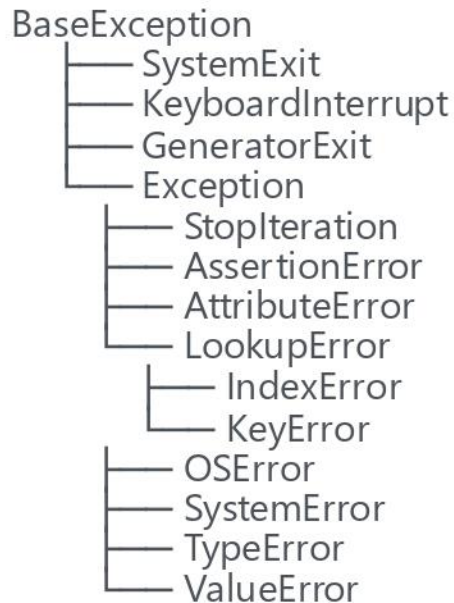 BaseException
SystemExit
KeyboardInterrupt
GeneratorExit
Exception
StopIteration
AssertionError
AttributeError
LookupError
IndexError
KeyError
OSError
SystemError
TypeError
ValueError